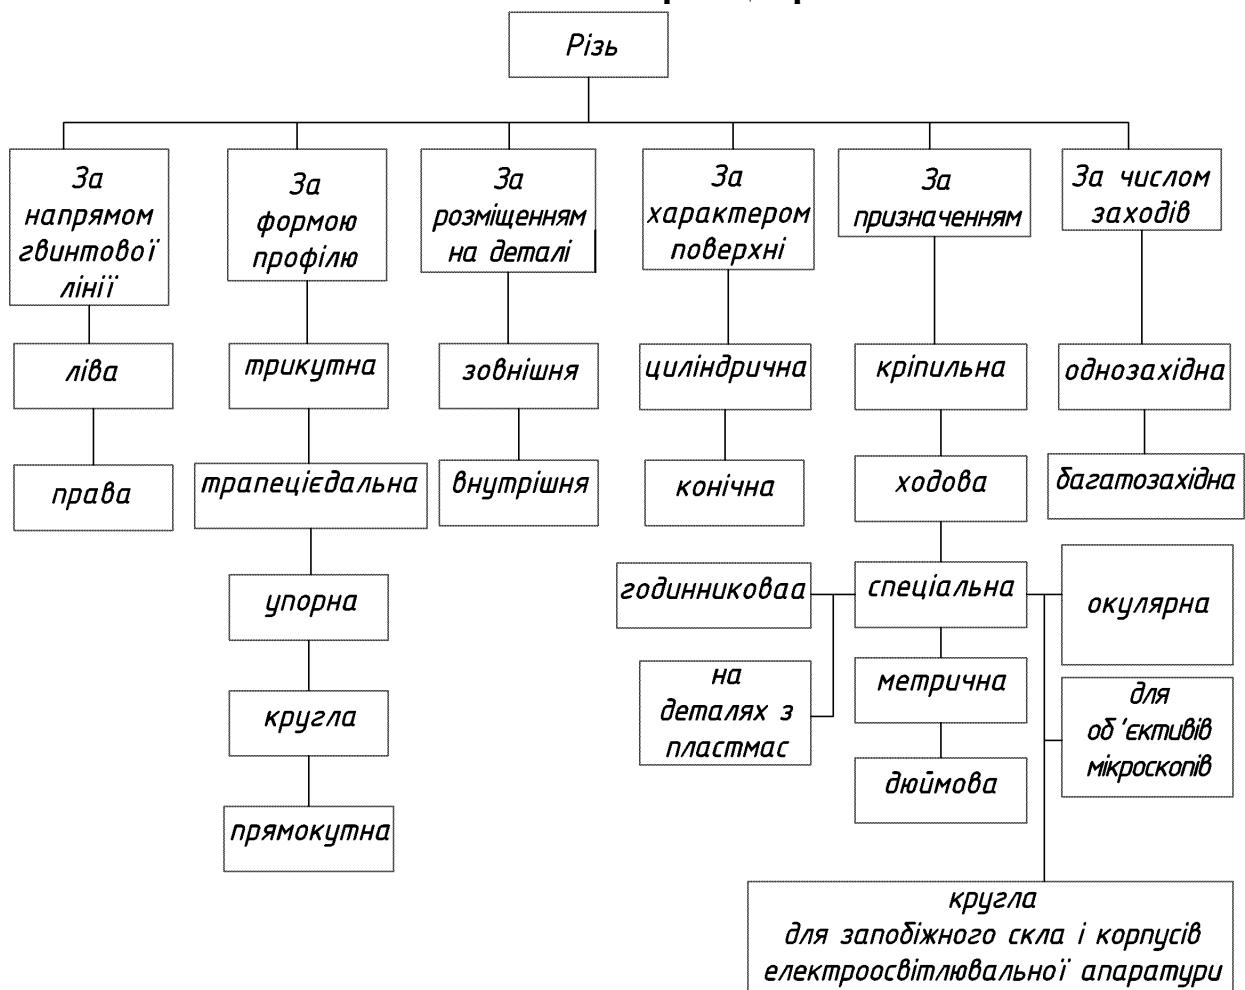 Різь
За
напрямом
гвинтової
лінії
За
формою
профілю
За
розміщенням
на деталі
За
характером
поверхні
За
призначенням
За числом
заходів
ліва
трикутна
зовнішня
циліндрична
кріпильна
однозахідна
права
трапецієдальна
внутрішня
конічна
ходова
багатозахідна
упорна
годинниковаа
спеціальна
окулярна
кругла
на
деталях з
пластмас
метрична
для
об'єктивів
мікроскопів
прямокутна
дюймова
кругла
для запобіжного скла і корпусів
електроосвітлювальної апаратури